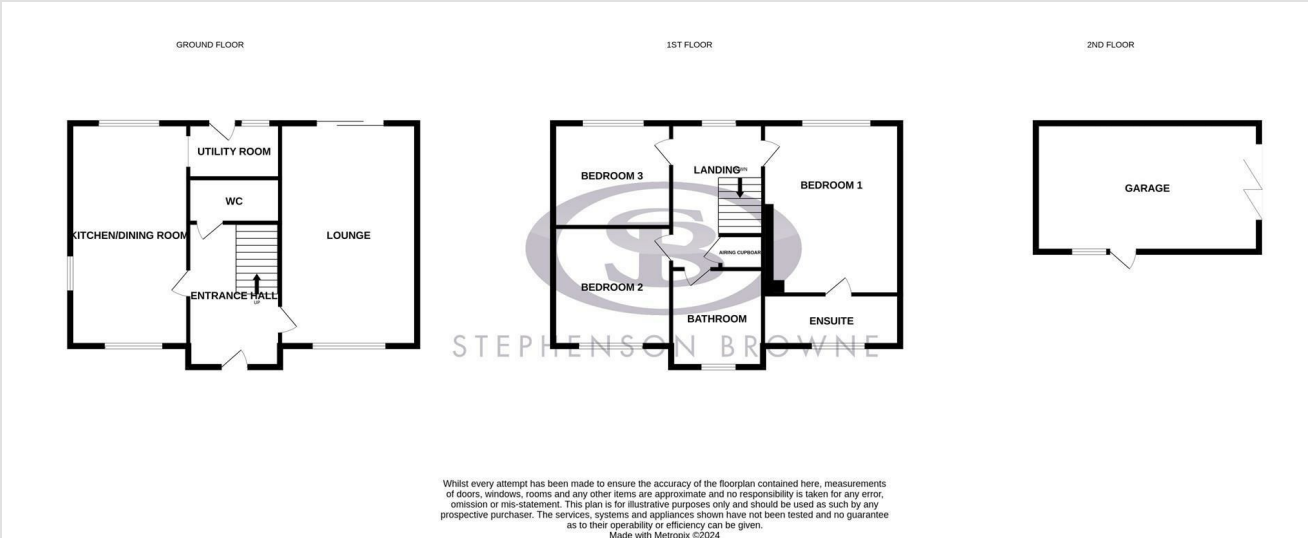 GROUND FLOOR
1ST FLOOR
2ND FLOOR
UTILITY ROOM
WC
KITCHEN/DINING ROOM
LOUNGE
ENTRANCE HALL
UP
BEDROOM 3
LANDING
DOWN
BEDROOM 1
SB
AIRING CUPBOARD
BEDROOM 2
BATHROOM
ENSUITE
STEPHENSON BROWNE
GARAGE
Whilst every attempt has been made to ensure the accuracy of the floorplan contained here, measurements
of doors, windows, rooms and any other items are approximate and no responsibility is taken for any error,
omission or mis-statement. This plan is for illustrative purposes only and should be used as such by any
prospective purchaser. The services, systems and appliances shown have not been tested and no guarantee
as to their operability or efficiency can be given.
Made with Metropix ©2024